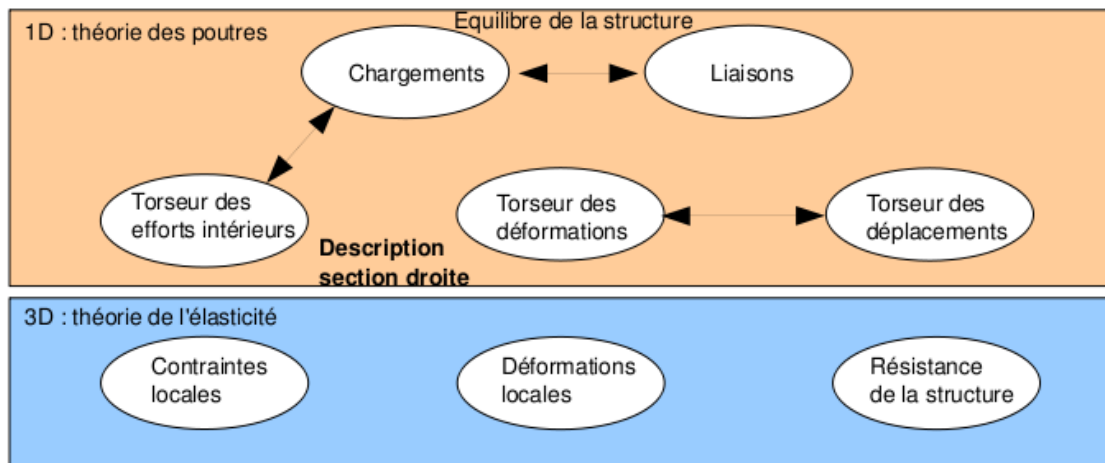 Equilibre de la structure
1D : théorie des poutres
Chargements
Liaisons
Torseur des
efforts intérieurs
Torseur des
déformations
Torseur des
déplacements
Description
section droite
3D : théorie de l'élasticité
Contraintes
locales
Déformations
locales
Résistance
de la structure